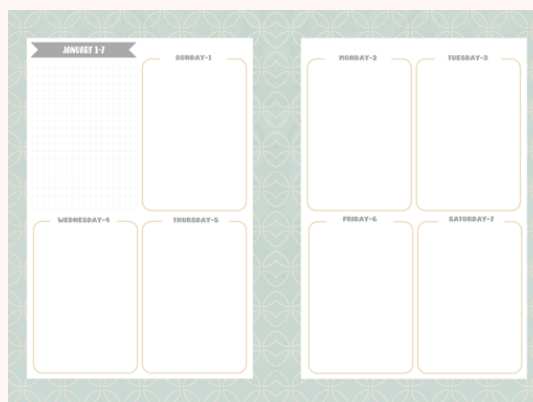 JANUARY 1-7
SUNDAY-1
MONDAY-2
TUESDAY-3
WEDNESDAY-4
THURSDAY-5
FRIDAY-6
SATURDAY-7